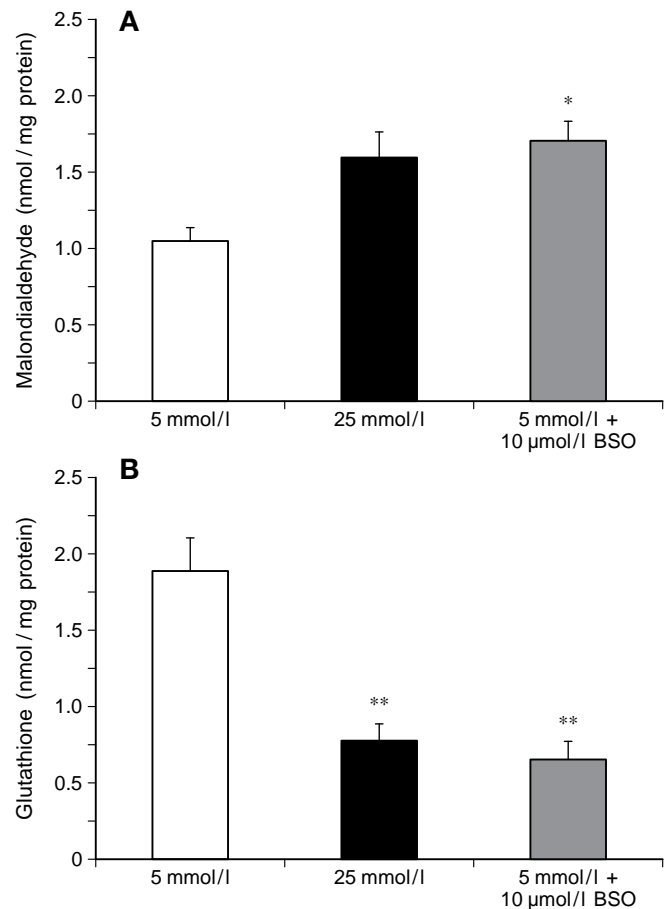 A
Malondialdehyde (nmol / mg protein)
2.5
2.0
1.5
1.0
0.5
0
*
5 mmol/l
25 mmol/l
5 mmol/l +
10 µmol/l BSO
B
Glutathione (nmol / mg protein)
2.5
2.0
1.5
1.0
0.5
0
**
**
5 mmol/l
25 mmol/l
5 mmol/l +
10 µmol/l BSO